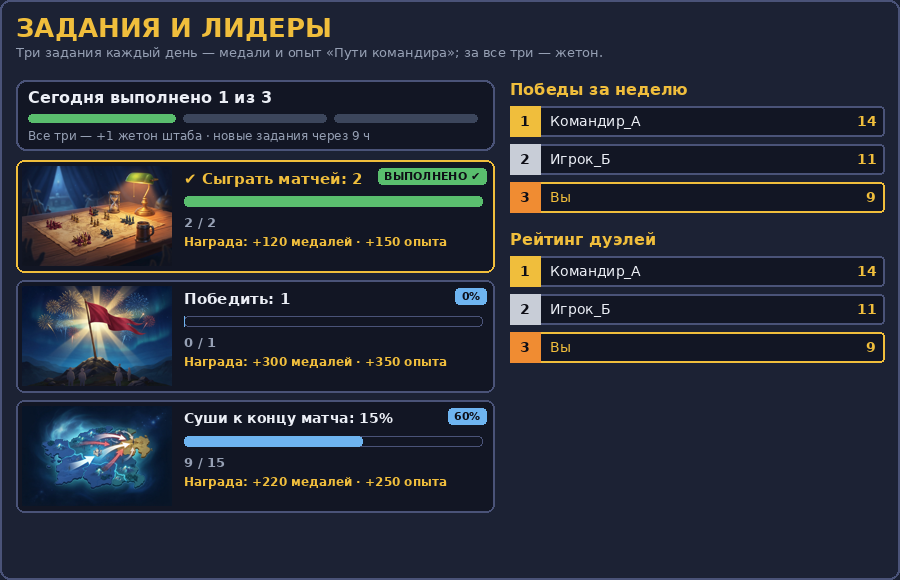 ЗАДАНИЯ И ЛИДЕРЫ
Три задания каждый день — медали и опыт «Пути командира»; за все три — жетон.
Сегодня выполнено 1 из 3
Все три — +1 жетон штаба · новые задания через 9 ч
✔ Сыграть матчей: 2
ВЫПОЛНЕНО ✔
2 / 2
Награда: +120 медалей · +150 опыта
Победить: 1
0%
0 / 1
Награда: +300 медалей · +350 опыта
Суши к концу матча: 15%
60%
9 / 15
Награда: +220 медалей · +250 опыта
Победы за неделю
1 Командир_А 14
2 Игрок_Б 11
3 Вы 9
Рейтинг дуэлей
1 Командир_А 14
2 Игрок_Б 11
3 Вы 9